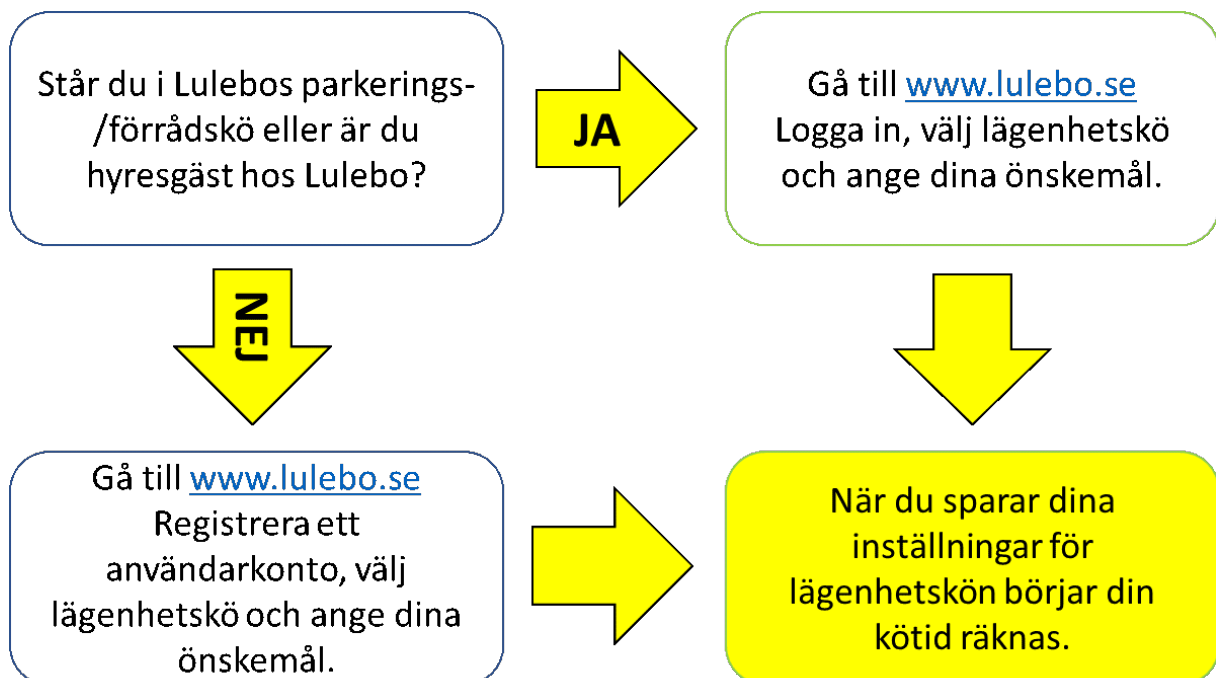 Står du i Lulebos parkerings-
/förrådskö eller är du
hyresgäst hos Lulebo?
JA
Gå till www.lulebo.se
Logga in, välj lägenhetskö
och ange dina önskemål.
NEJ
Gå till www.lulebo.se
Registrera ett
användarkonto, välj
lägenhetskö och ange dina
önskemål.
När du sparar dina
inställningar för
lägenhetskön börjar din
kötid räknas.